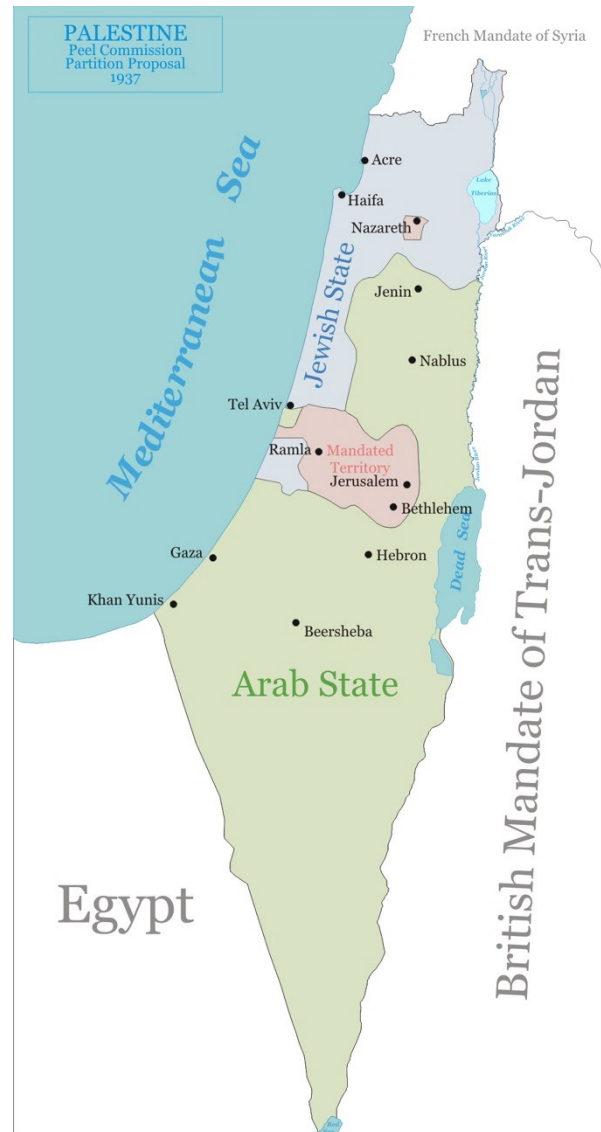 PALESTINE
Peel Commission
Partition Proposal
1937
French Mandate of Syria
Mediterranean Sea
Acre
Haifa
Lake
Tiberias
Nazareth
Jewish State
Jenin
Nablus
Tel Aviv
Ramla
Mandated
Territory
Jerusalem
Bethlehem
Jordan River
Dead Sea
Gaza
Hebron
Khan Yunis
Beersheba
Arab State
British Mandate of Trans-Jordan
Egypt